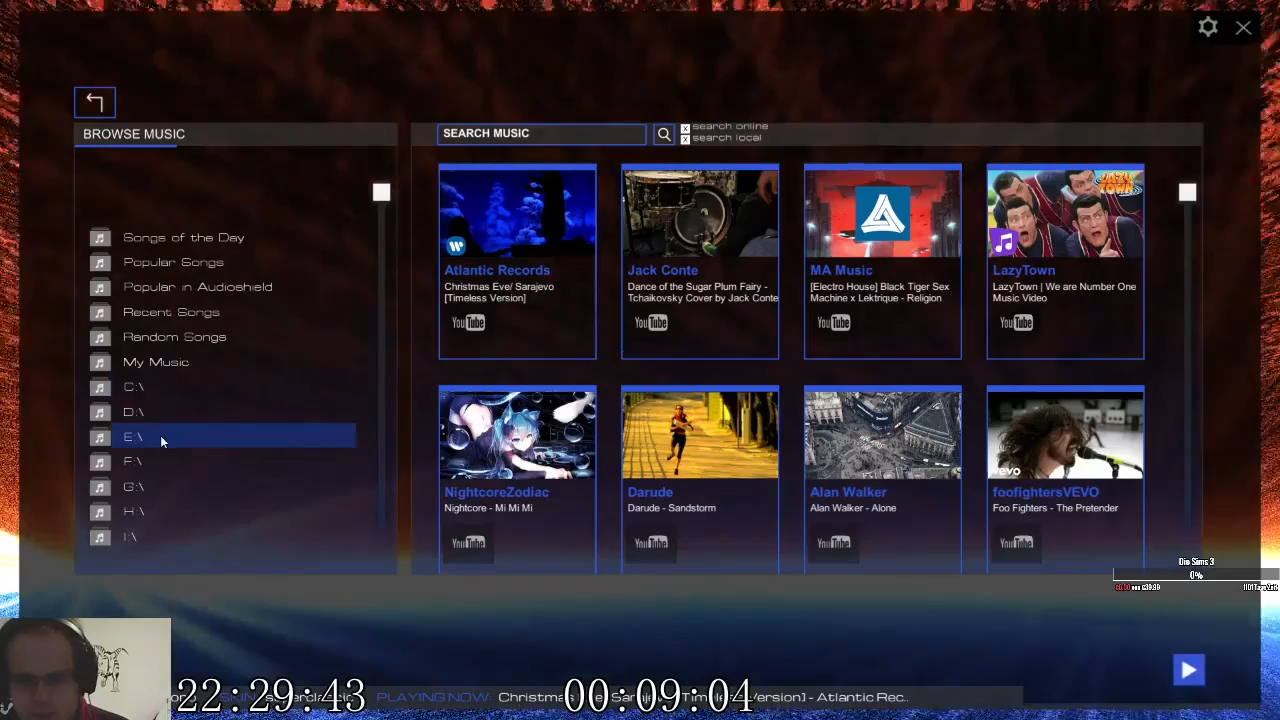 BROWSE MUSIC
SEARCH MUSIC
search online
search local
Songs of the Day
Popular Songs
Popular in Audioshield
Recent Songs
Random Songs
My Music
C:\
D:\
E:\
F:\
G:\
H:\
I:\
Atlantic Records
Christmas Eve/ Sarajevo
[Timeless Version]
YouTube
Jack Conte
Dance of the Sugar Plum Fairy -
Tchaikovsky Cover by Jack Conte
YouTube
MA Music
[Electro House] Black Tiger Sex
Machine x Lektrique - Religion
YouTube
LAZY TOWN
LazyTown
LazyTown | We are Number One
Music Video
YouTube
NightcoreZodiac
Nightcore - Mi Mi Mi
YouTube
Darude
Darude - Sandstorm
YouTube
Alan Walker
Alan Walker - Alone
YouTube
vevo
foofightersVEVO
Foo Fighters - The Pretender
YouTube
Die Sims 3
0%
22:29:43
00:09:04
SKIN
PLAYING NOW: Christmas
- Atlantic Rec..